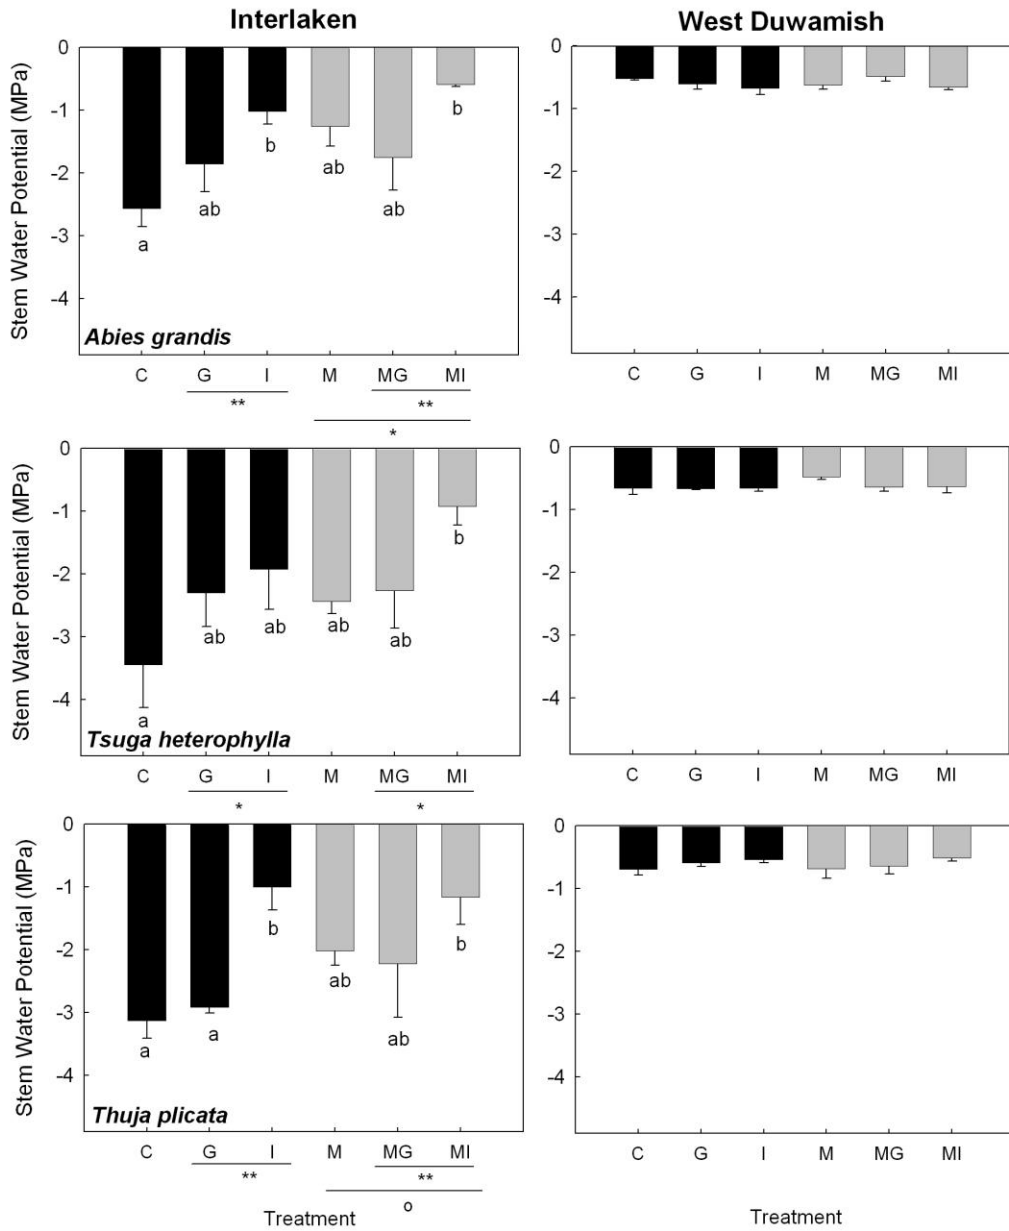 Interlaken
West Duwamish
Stem Water Potential (MPa)
0
-1
-2
-3
-4
a
ab
b
ab
ab
b
Abies grandis
C G I M MG MI
** **
*
0
-1
-2
-3
-4
C G I M MG MI
Stem Water Potential (MPa)
0
-1
-2
-3
-4
a
ab
ab
ab
ab
b
Tsuga heterophylla
C G I M MG MI
* *
0
-1
-2
-3
-4
C G I M MG MI
Stem Water Potential (MPa)
0
-1
-2
-3
-4
a
a
b
ab
ab
b
Thuja plicata
C G I M MG MI
** **
o
Treatment
0
-1
-2
-3
-4
C G I M MG MI
Treatment